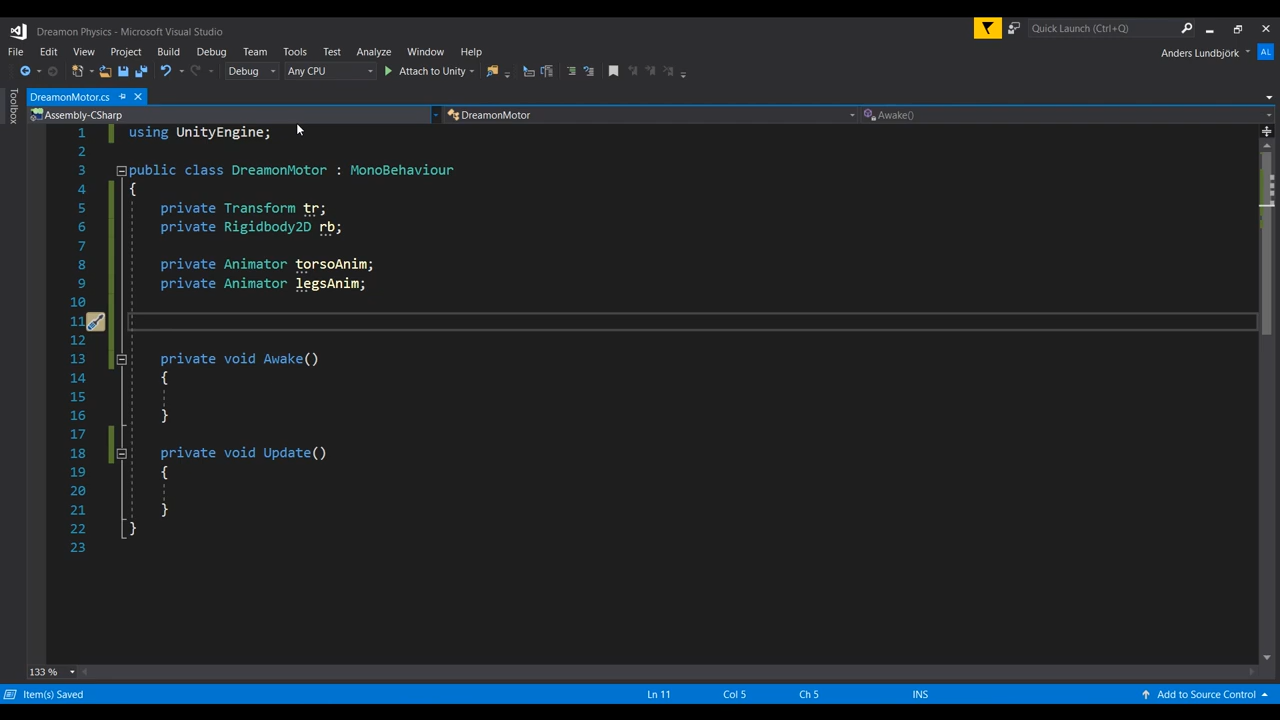 Dreamon Physics - Microsoft Visual Studio
Quick Launch (Ctrl+Q)
File Edit View Project Build Debug Team Tools Test Analyze Window Help
Anders Lundbjörk AL
Debug Any CPU Attach to Unity
Toolbox
DreamonMotor.cs
Assembly-CSharp DreamonMotor Awake()
1 using UnityEngine;
2
3 public class DreamonMotor : MonoBehaviour
4 {
5 private Transform tr;
6 private Rigidbody2D rb;
7
8 private Animator torsoAnim;
9 private Animator legsAnim;
10
11
12
13 private void Awake()
14 {
15
16 }
17
18 private void Update()
19 {
20
21 }
22 }
23
133 %
Item(s) Saved Ln 11 Col 5 Ch 5 INS Add to Source Control